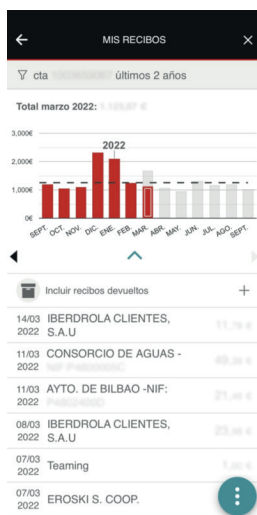 MIS RECIBOS
cta últimos 2 años
Total marzo 2022:
3,000€
2022
2,000€
1,000€
0€
SEPT. OCT. NOV. DIC. ENE. FEB. MAR. ABR. MAY. JUN. JUL. AGO. SEPT.
Incluir recibos devueltos
14/03 IBERDROLA CLIENTES,
2022 S.A.U
11/03 CONSORCIO DE AGUAS -
2022
11/03 AYTO. DE BILBAO -NIF:
2022
08/03 IBERDROLA CLIENTES,
2022 S.A.U
07/03 Teaming
2022
07/03 EROSKI S. COOP.
2022